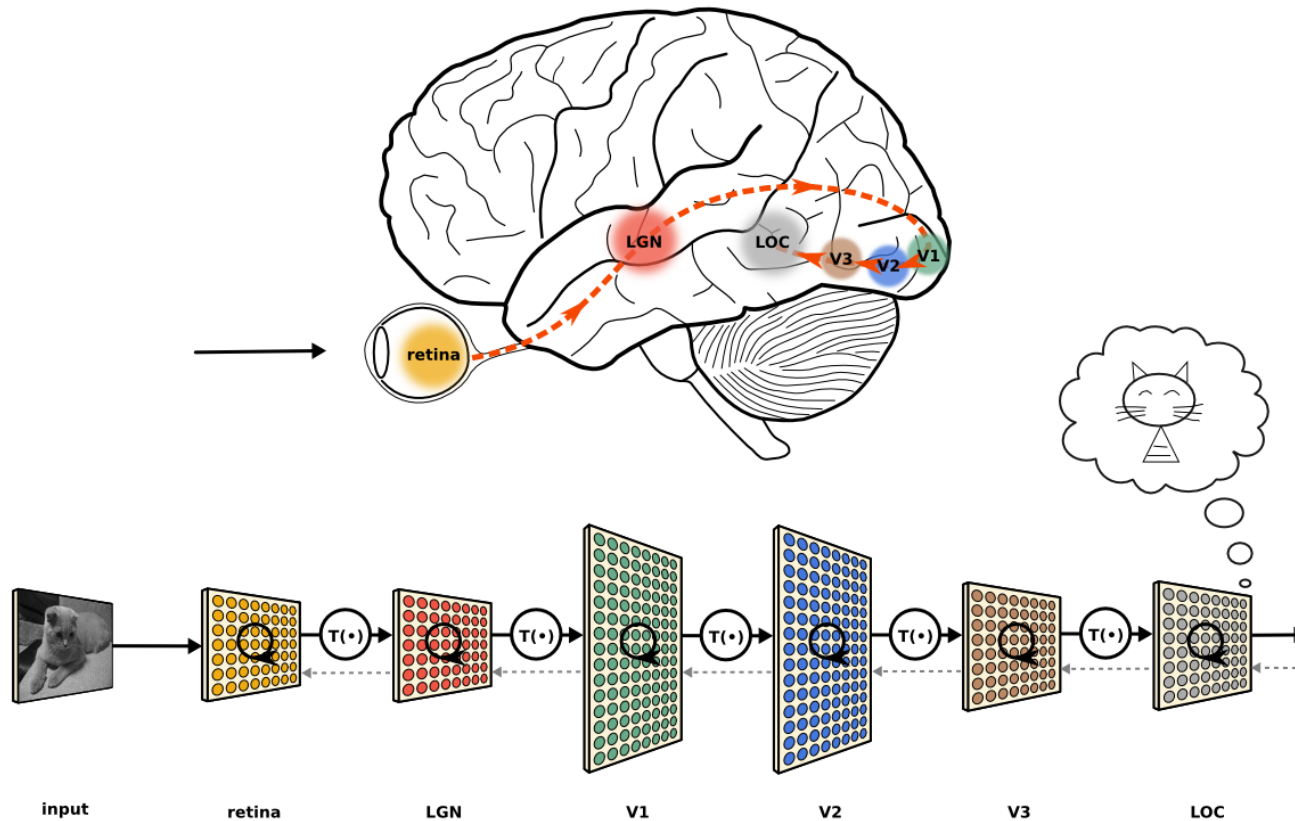 LGN
LOC
V3
V2
V1
retina
T(•)
T(•)
T(•)
T(•)
T(•)
input
retina
LGN
V1
V2
V3
LOC